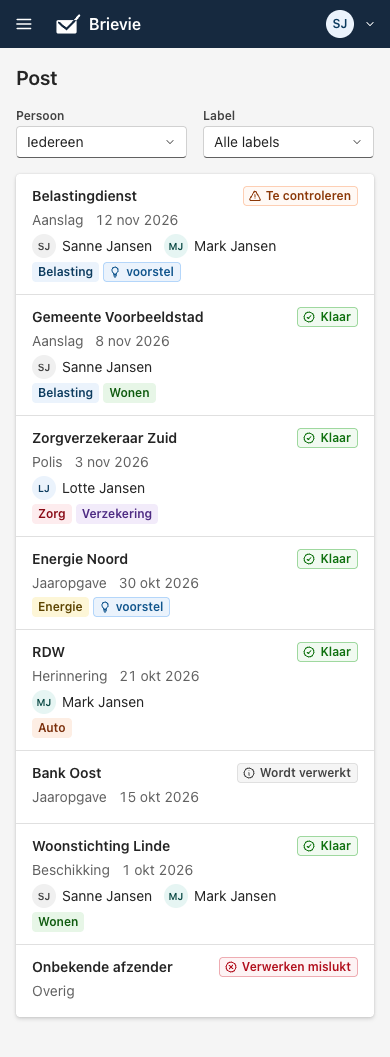 Brievie
SJ
Post
Persoon
Label
Iedereen
Alle labels
Belastingdienst
Te controleren
Aanslag 12 nov 2026
SJ Sanne Jansen MJ Mark Jansen
Belasting voorstel
Gemeente Voorbeeldstad
Klaar
Aanslag 8 nov 2026
SJ Sanne Jansen
Belasting Wonen
Zorgverzekeraar Zuid
Klaar
Polis 3 nov 2026
LJ Lotte Jansen
Zorg Verzekering
Energie Noord
Klaar
Jaaropgave 30 okt 2026
Energie voorstel
RDW
Klaar
Herinnering 21 okt 2026
MJ Mark Jansen
Auto
Bank Oost
Wordt verwerkt
Jaaropgave 15 okt 2026
Woonstichting Linde
Klaar
Beschikking 1 okt 2026
SJ Sanne Jansen MJ Mark Jansen
Wonen
Onbekende afzender
Verwerken mislukt
Overig